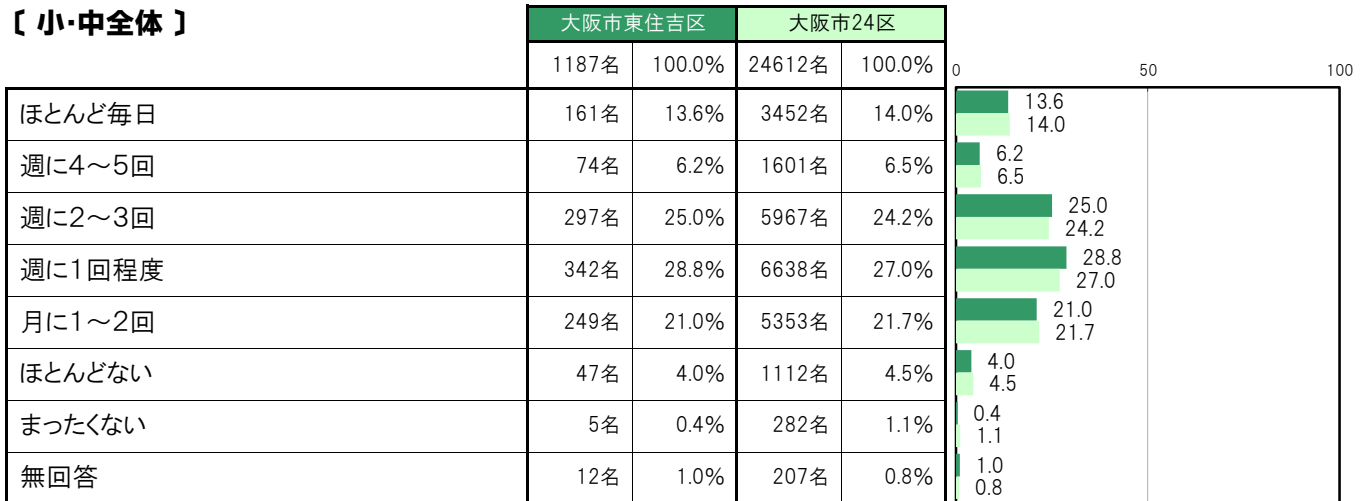 〔 小・中全体 〕
大阪市東住吉区 大阪市24区
1187名 100.0% 24612名 100.0%
0 50 100
ほとんど毎日 161名 13.6% 3452名 14.0% 13.6
14.0
週に4～5回 74名 6.2% 1601名 6.5% 6.2
6.5
週に2～3回 297名 25.0% 5967名 24.2% 25.0
24.2
週に1回程度 342名 28.8% 6638名 27.0% 28.8
27.0
月に1～2回 249名 21.0% 5353名 21.7% 21.0
21.7
ほとんどない 47名 4.0% 1112名 4.5% 4.0
4.5
まったくない 5名 0.4% 282名 1.1% 0.4
1.1
無回答 12名 1.0% 207名 0.8% 1.0
0.8